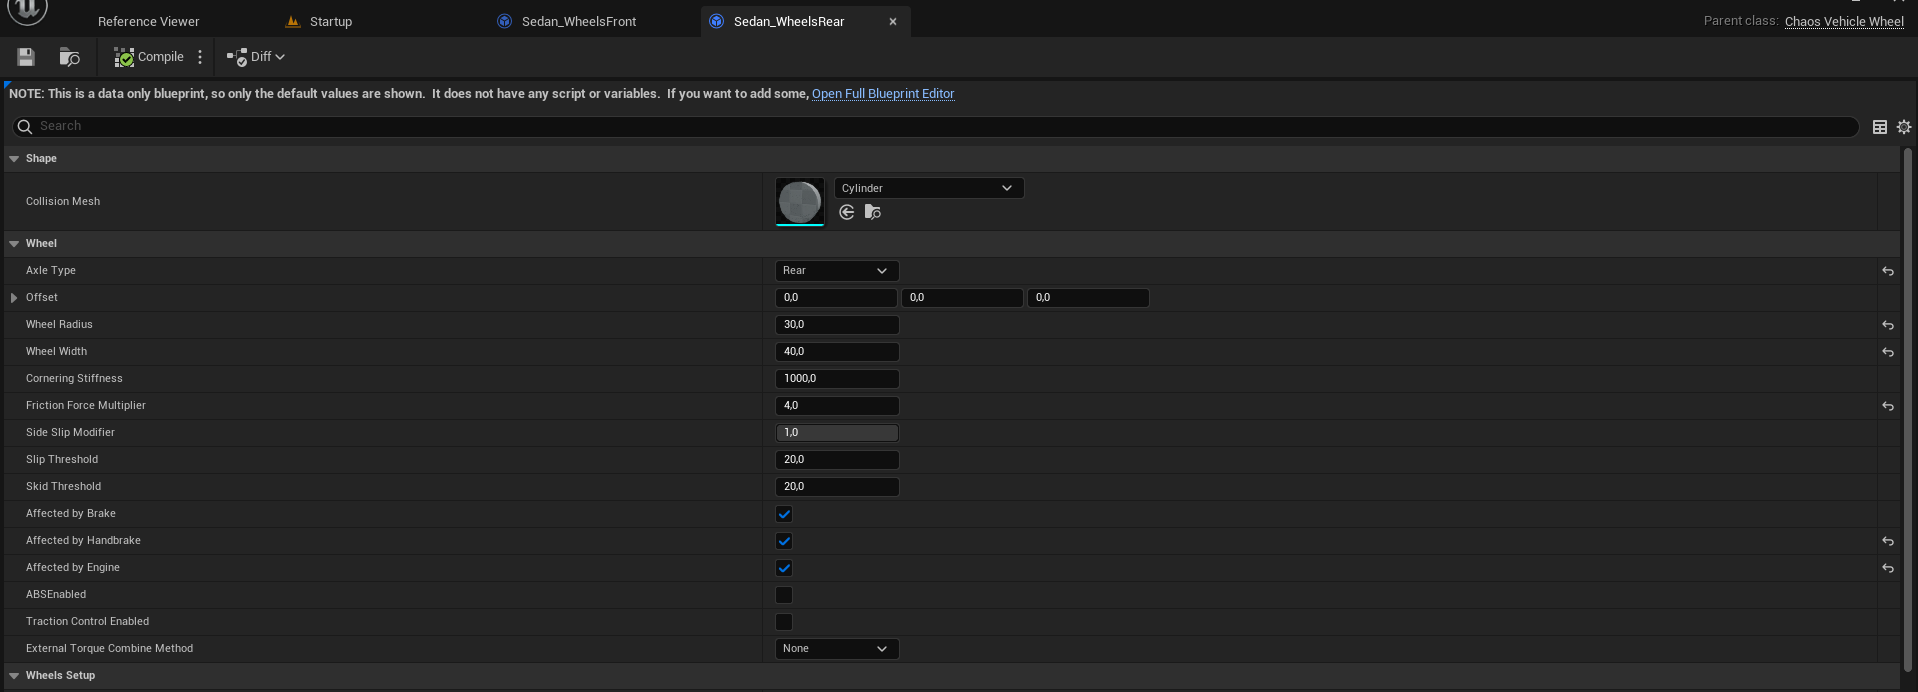 Reference Viewer
Startup
Sedan_WheelsFront
Sedan_WheelsRear
Parent class: Chaos Vehicle Wheel
Compile
Diff
NOTE: This is a data only blueprint, so only the default values are shown.  It does not have any script or variables.  If you want to add some, Open Full Blueprint Editor
Search
Shape
Collision Mesh
Cylinder
Wheel
Axle Type Rear
Offset 0,0 0,0 0,0
Wheel Radius 30,0
Wheel Width 40,0
Cornering Stiffness 1000,0
Friction Force Multiplier 4,0
Side Slip Modifier 1,0
Slip Threshold 20,0
Skid Threshold 20,0
Affected by Brake
Affected by Handbrake
Affected by Engine
ABSEnabled
Traction Control Enabled
External Torque Combine Method None
Wheels Setup